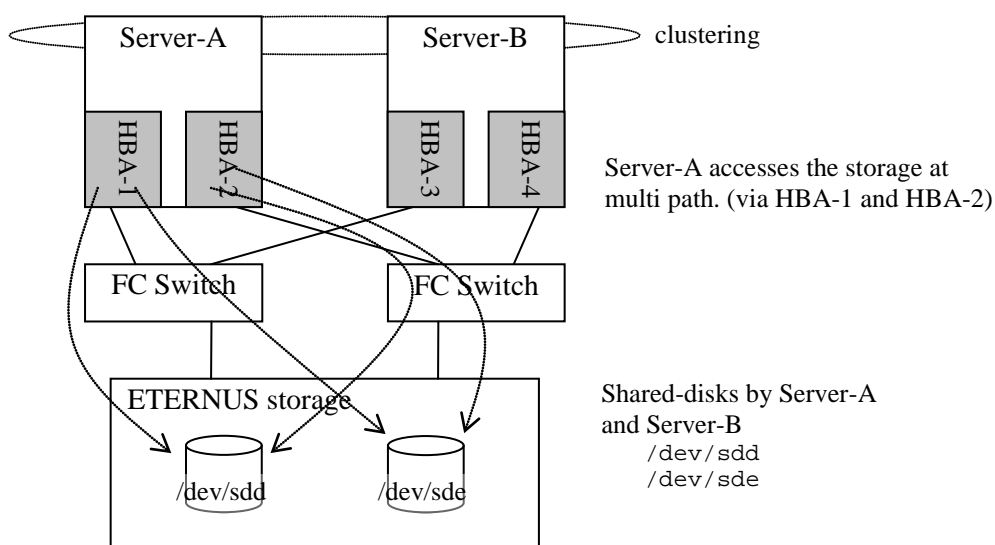 Server-A
Server-B
clustering
HBA-1
HBA-2
HBA-3
HBA-4
Server-A accesses the storage at
multi path. (via HBA-1 and HBA-2)
FC Switch
FC Switch
ETERNUS storage
/dev/sdd
/dev/sde
Shared-disks by Server-A
and Server-B
/dev/sdd
/dev/sde